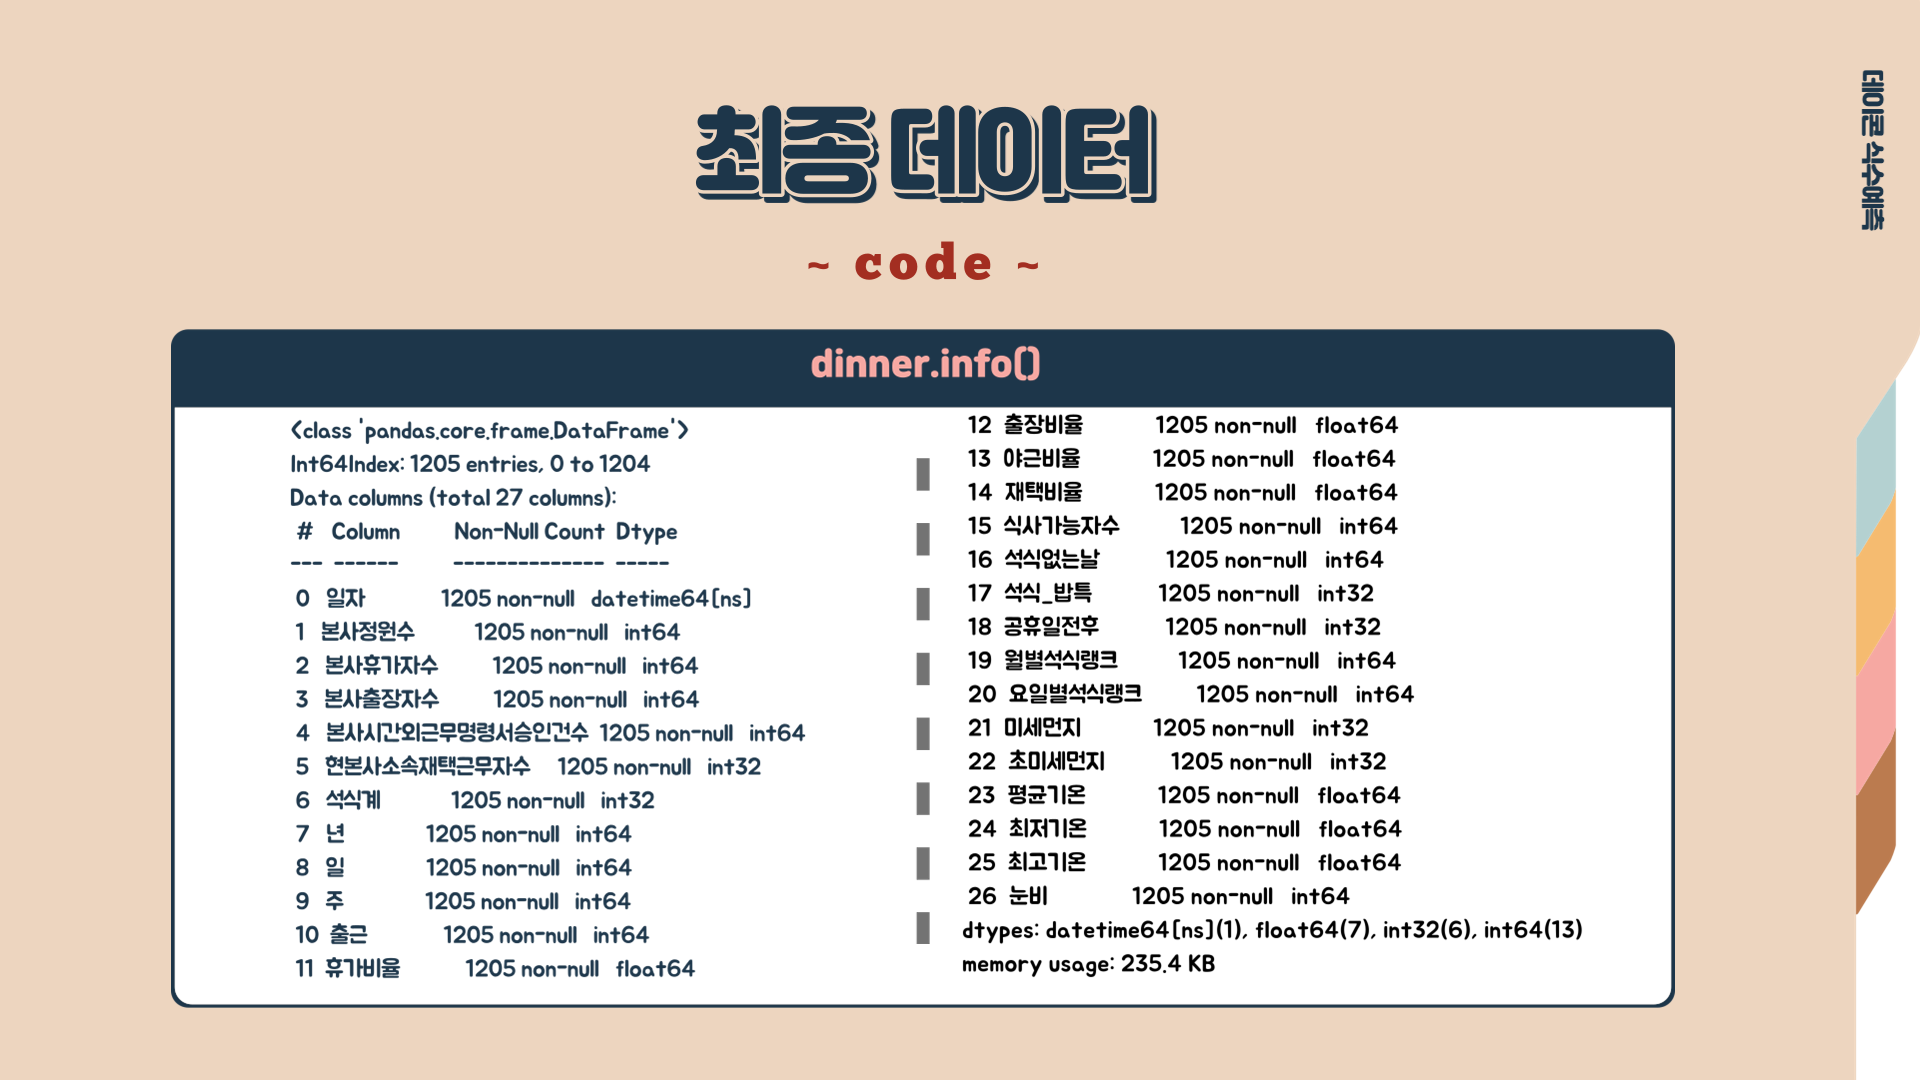 최종 데이터
~ code ~
데이콘 식수예측
dinner.info()
<class 'pandas.core.frame.DataFrame'>
Int64Index: 1205 entries, 0 to 1204
Data columns (total 27 columns):
# Column Non-Null Count Dtype
--- ------ -------------- -----
0 일자 1205 non-null datetime64[ns]
1 본사정원수 1205 non-null int64
2 본사휴가자수 1205 non-null int64
3 본사출장자수 1205 non-null int64
4 본사시간외근무명령서승인건수 1205 non-null int64
5 현본사소속재택근무자수 1205 non-null int32
6 석식계 1205 non-null int32
7 년 1205 non-null int64
8 일 1205 non-null int64
9 주 1205 non-null int64
10 출근 1205 non-null int64
11 휴가비율 1205 non-null float64
12 출장비율 1205 non-null float64
13 야근비율 1205 non-null float64
14 재택비율 1205 non-null float64
15 식사가능자수 1205 non-null int64
16 석식없는날 1205 non-null int64
17 석식_밥특 1205 non-null int32
18 공휴일전후 1205 non-null int32
19 월별석식랭크 1205 non-null int64
20 요일별석식랭크 1205 non-null int64
21 미세먼지 1205 non-null int32
22 초미세먼지 1205 non-null int32
23 평균기온 1205 non-null float64
24 최저기온 1205 non-null float64
25 최고기온 1205 non-null float64
26 눈비 1205 non-null int64
dtypes: datetime64[ns](1), float64(7), int32(6), int64(13)
memory usage: 235.4 KB